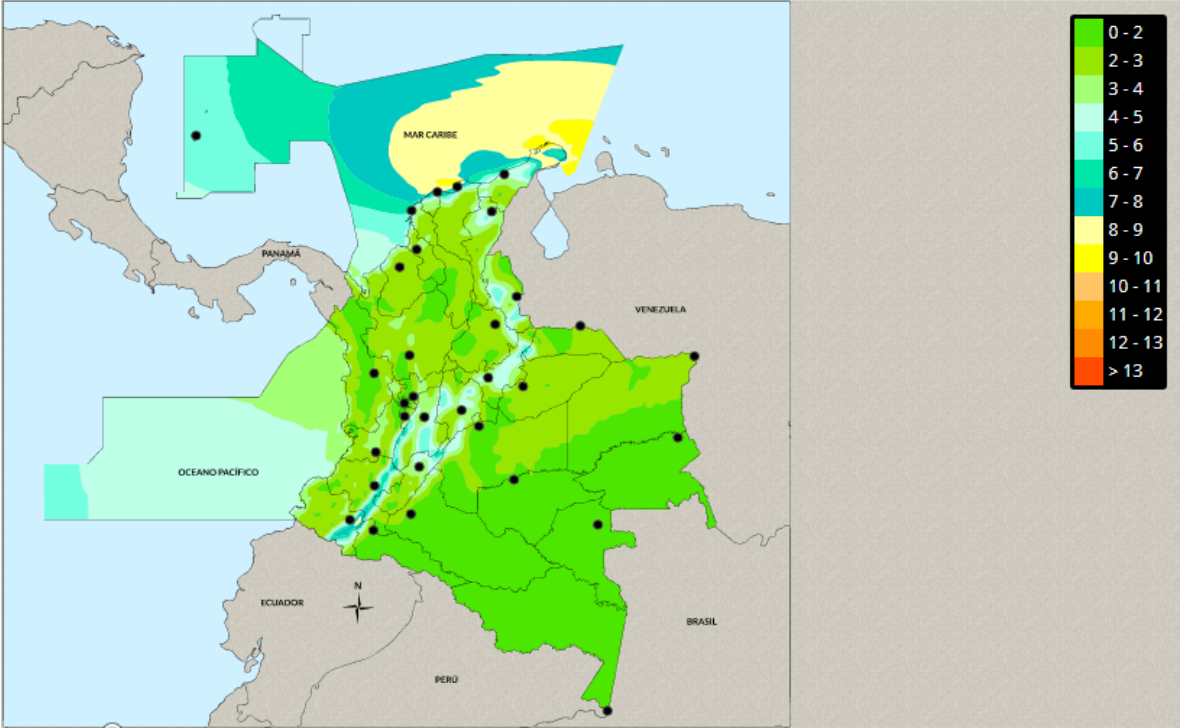 MAR CARIBE
PANAMÁ
VENEZUELA
OCEANO PACÍFICO
N
ECUADOR
BRASIL
PERÚ
0 - 2
2 - 3
3 - 4
4 - 5
5 - 6
6 - 7
7 - 8
8 - 9
9 - 10
10 - 11
11 - 12
12 - 13
> 13